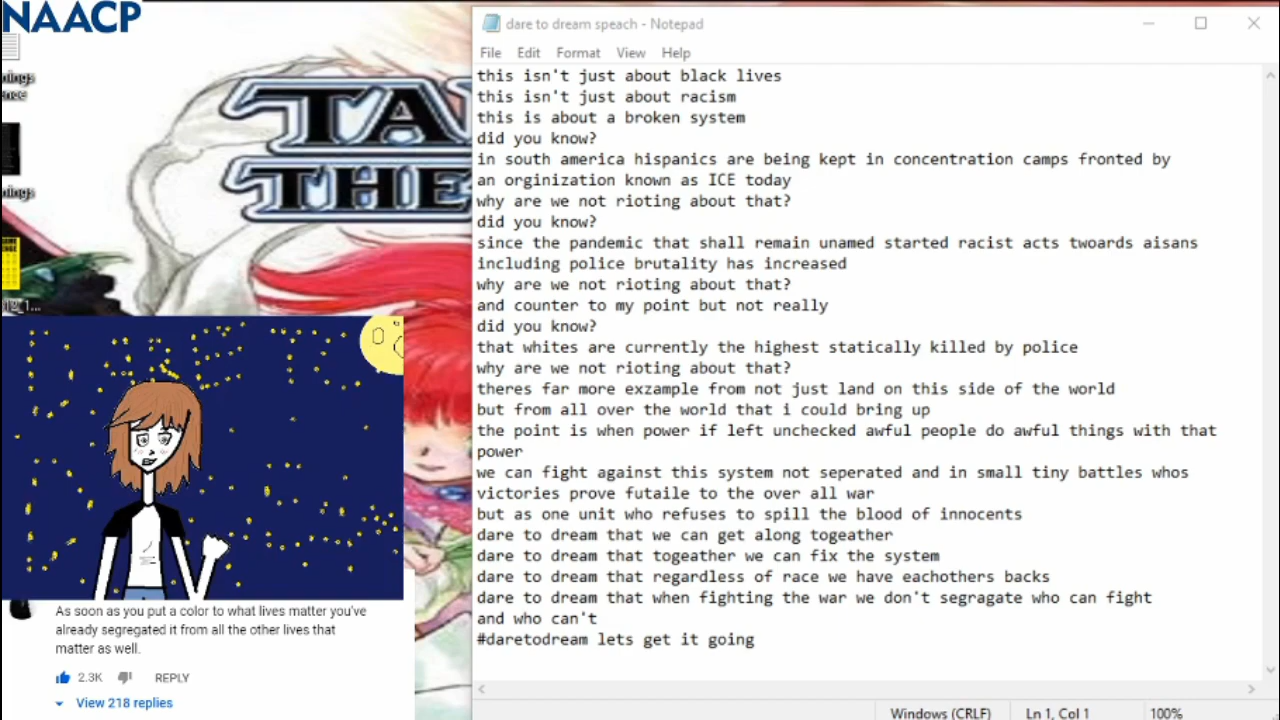 NAACP
dare to dream speach - Notepad
File Edit Format View Help
this isn't just about black lives
this isn't just about racism
this is about a broken system
did you know?
in south america hispanics are being kept in concentration camps fronted by
an orginization known as ICE today
why are we not rioting about that?
did you know?
since the pandemic that shall remain unamed started racist acts twoards aisans
including police brutality has increased
why are we not rioting about that?
and counter to my point but not really
did you know?
that whites are currently the highest statically killed by police
why are we not rioting about that?
theres far more exzample from not just land on this side of the world
but from all over the world that i could bring up
the point is when power if left unchecked awful people do awful things with that
power
we can fight against this system not seperated and in small tiny battles whos
victories prove futaile to the over all war
but as one unit who refuses to spill the blood of innocents
dare to dream that we can get along togeather
dare to dream that togeather we can fix the system
dare to dream that regardless of race we have eachothers backs
dare to dream that when fighting the war we don't segragate who can fight
and who can't
#daretodream lets get it going
Windows (CRLF) Ln 1, Col 1 100%
TA
THE
As soon as you put a color to what lives matter you've
already segregated it from all the other lives that
matter as well.
2.3K REPLY
View 218 replies